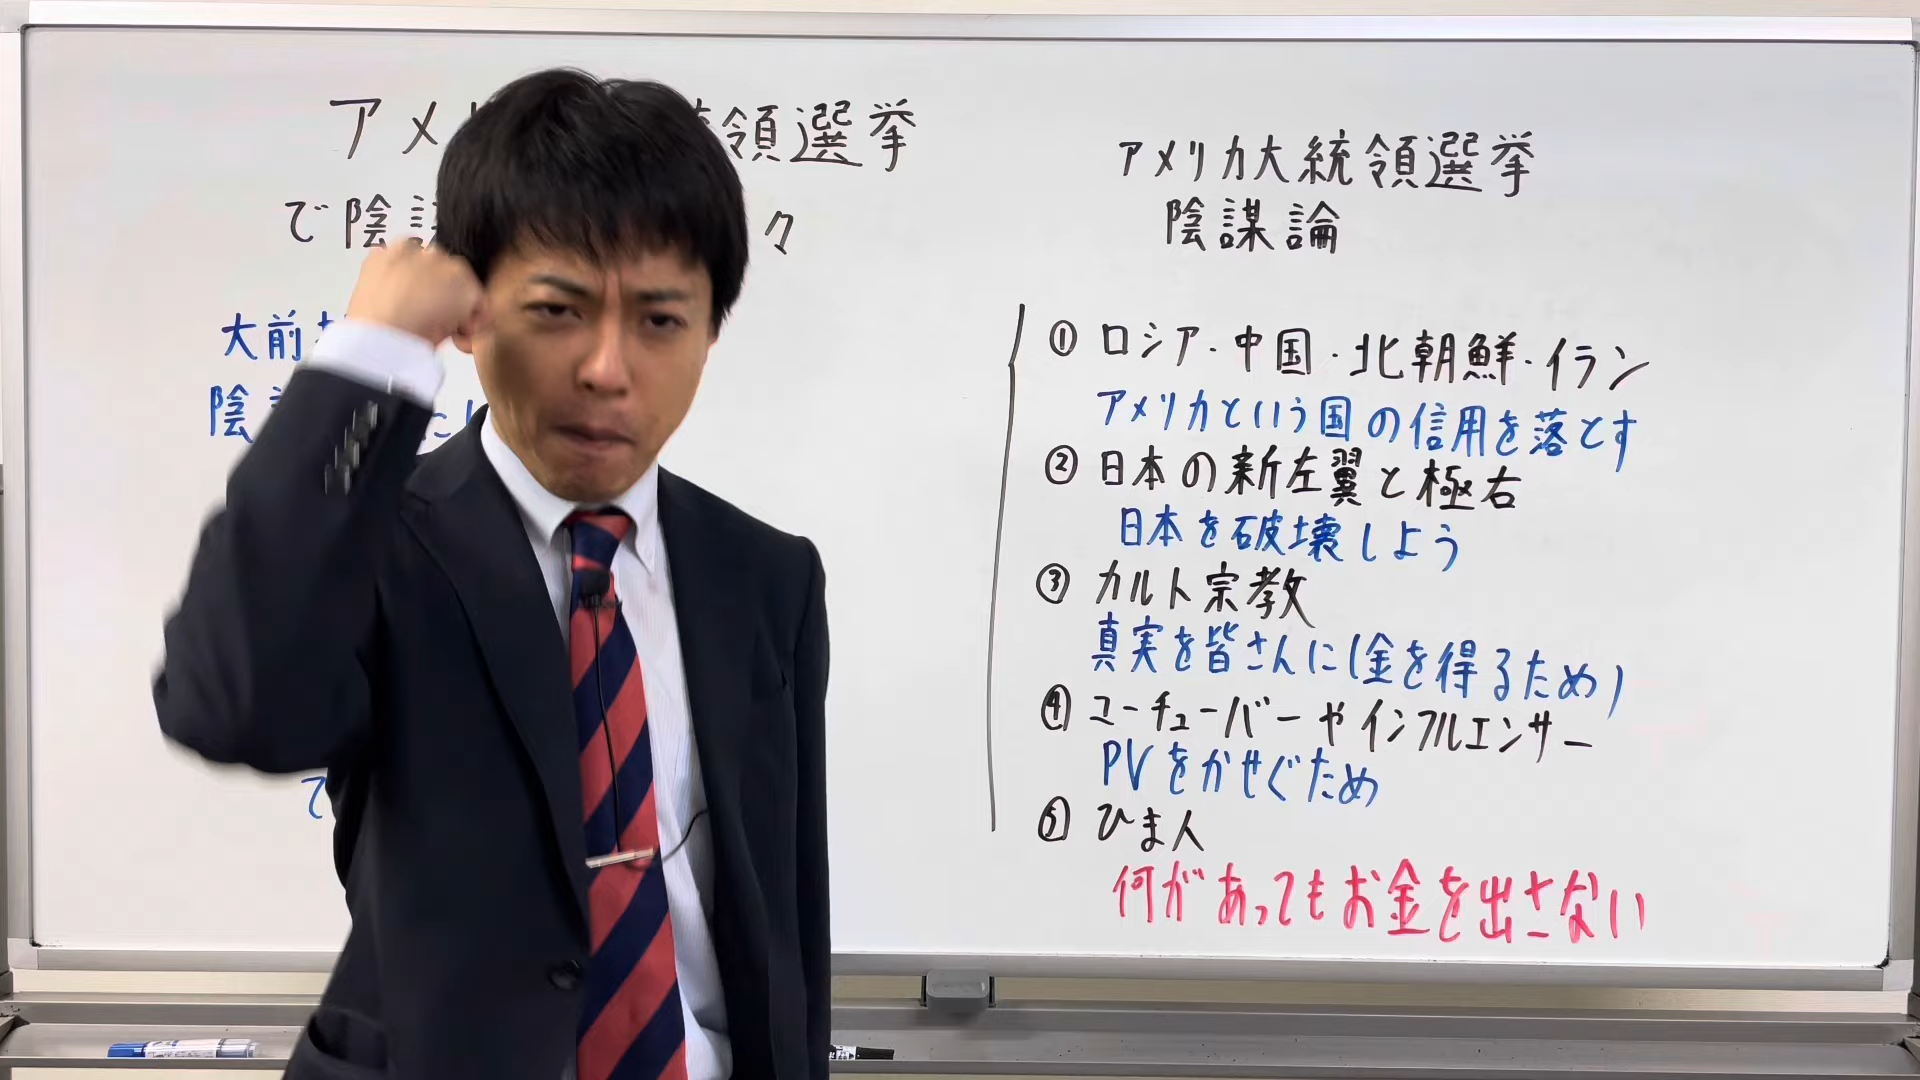 アメ 領選挙
で陰 々
大前
陰 に
で
アメリカ大統領選挙
陰謀論
① ロシア・中国・北朝鮮・イラン
アメリカという国の信用を落とす
② 日本の新左翼と極右
日本を破壊しよう
③ カルト宗教
真実を皆さんに(金を得るため)
④ ユーチューバーやインフルエンサー
PVをかせぐため
⑤ ひま人
何があってもお金を出さない